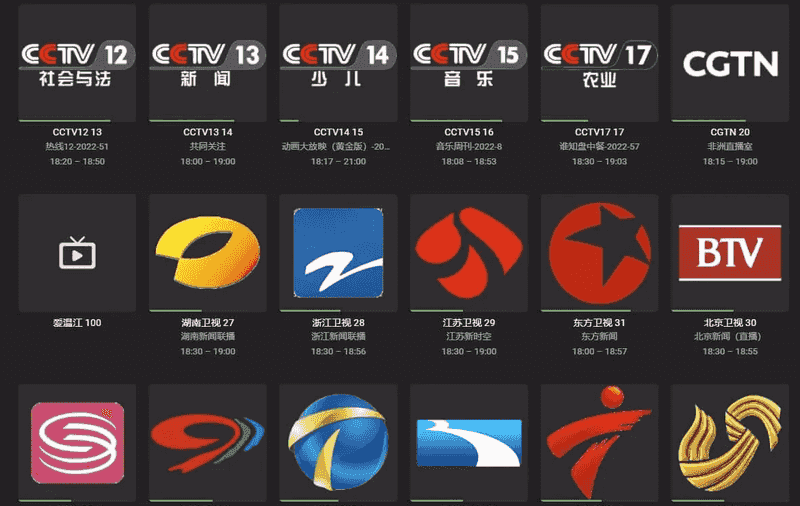 CCTV 12 CCTV 13 CCTV 14 CCTV 15 CCTV 17 CGTN
社会与法 新闻 少儿 音乐 农业
CCTV12 13 CCTV13 14 CCTV14 15 CCTV15 16 CCTV17 17 CGTN 20
热线12-2022-51 共同关注 动画大放映（黄金版）-20... 音乐周刊-2022-8 谁知盘中餐-2022-57 非洲直播室
18:20 – 18:50 18:00 – 19:00 18:17 – 21:00 18:08 – 18:53 18:30 – 19:03 18:15 – 19:00
BTV
爱温江 100 湖南卫视 27 浙江卫视 28 江苏卫视 29 东方卫视 31 北京卫视 30
湖南新闻联播 浙江新闻联播 江苏新时空 东方新闻 北京新闻（直播）
18:30 – 19:00 18:30 – 18:56 18:30 – 19:00 18:00 – 18:57 18:30 – 18:55